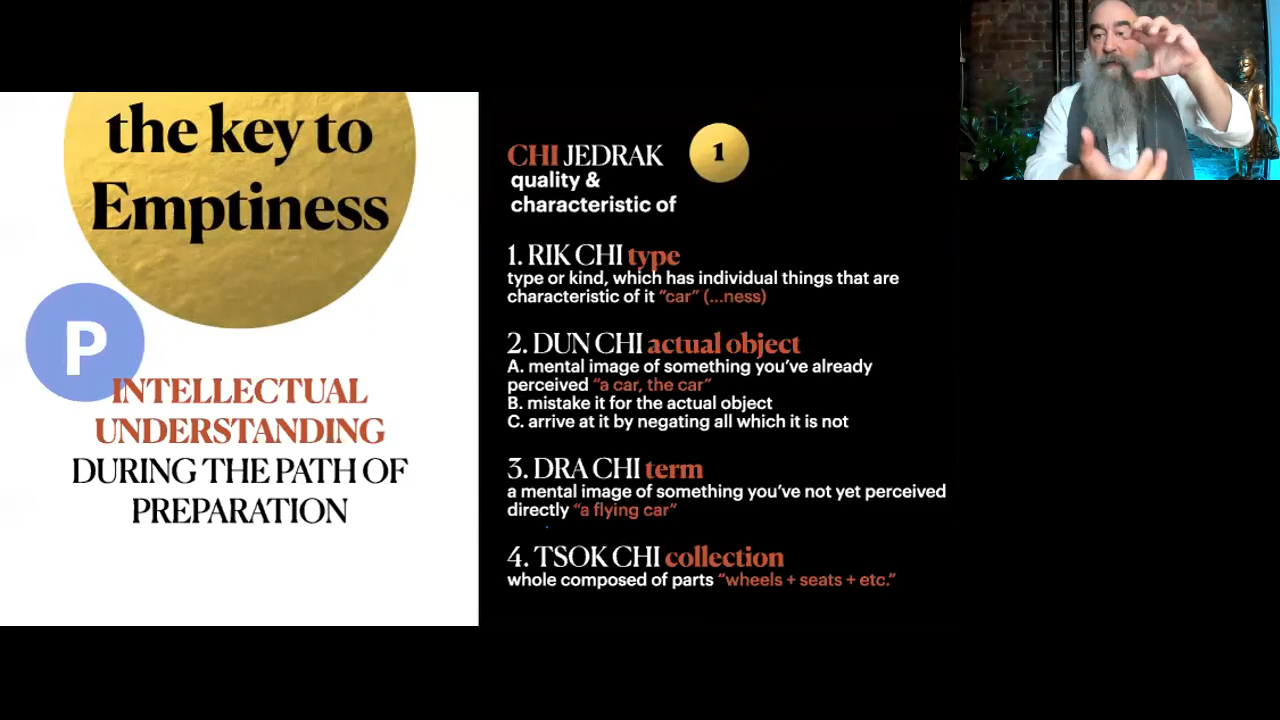 the key to
Emptiness
P
INTELLECTUAL
UNDERSTANDING
DURING THE PATH OF
PREPARATION
CHI JEDRAK
1
quality &
characteristic of
1. RIK CHI type
type or kind, which has individual things that are
characteristic of it “car” (...ness)
2. DUN CHI actual object
A. mental image of something you’ve already
perceived “a car, the car”
B. mistake it for the actual object
C. arrive at it by negating all which it is not
3. DRA CHI term
a mental image of something you’ve not yet perceived
directly “a flying car”
4. TSOK CHI collection
whole composed of parts “wheels + seats + etc.”